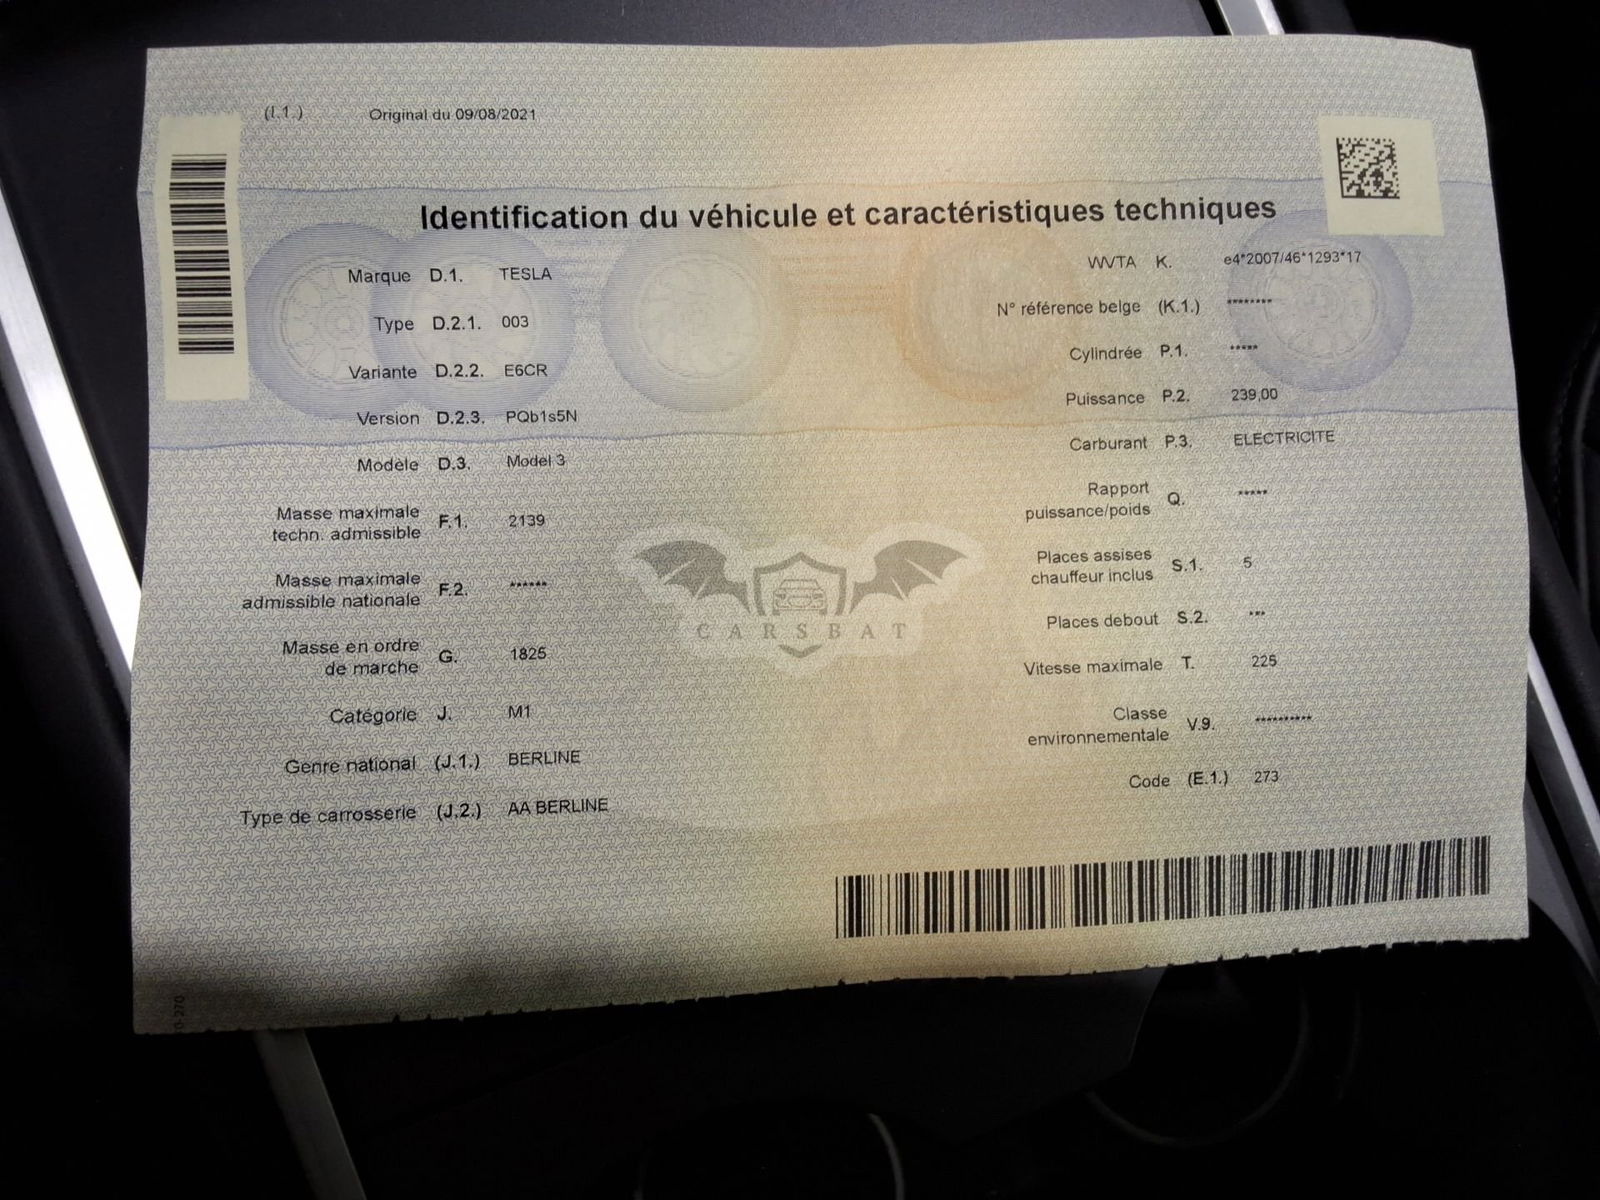 (I.1.) Original du 09/08/2021
Identification du véhicule et caractéristiques techniques
Marque D.1. TESLA
Type D.2.1. 003
Variante D.2.2. E6CR
Version D.2.3. PQb1s5N
Modèle D.3. Model 3
Masse maximale
techn. admissible F.1. 2139
Masse maximale
admissible nationale F.2. ******
Masse en ordre
de marche G. 1825
Catégorie J. M1
Genre national (J.1.) BERLINE
Type de carrosserie (J.2.) AA BERLINE
WVTA K. e4*2007/46*1293*17
N° référence belge (K.1.) ********
Cylindrée P.1. *****
Puissance P.2. 239,00
Carburant P.3. ELECTRICITE
Rapport
puissance/poids Q. *****
Places assises
chauffeur inclus S.1. 5
Places debout S.2. ***
Vitesse maximale T. 225
Classe
environnementale V.9. **********
Code (E.1.) 273
CARSBAT